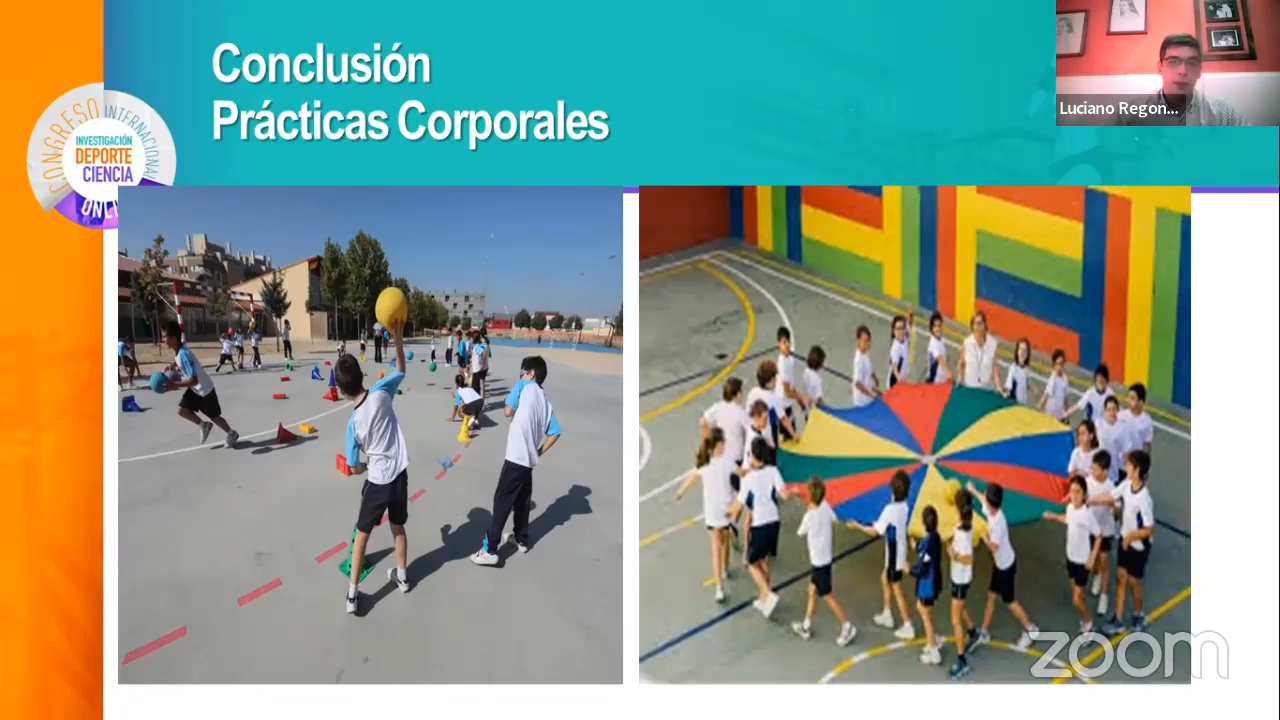 Conclusión
Prácticas Corporales
Luciano Regon...
CONGRESO INTERNACIONAL
INVESTIGACIÓN
DEPORTE
CIENCIA
zoom